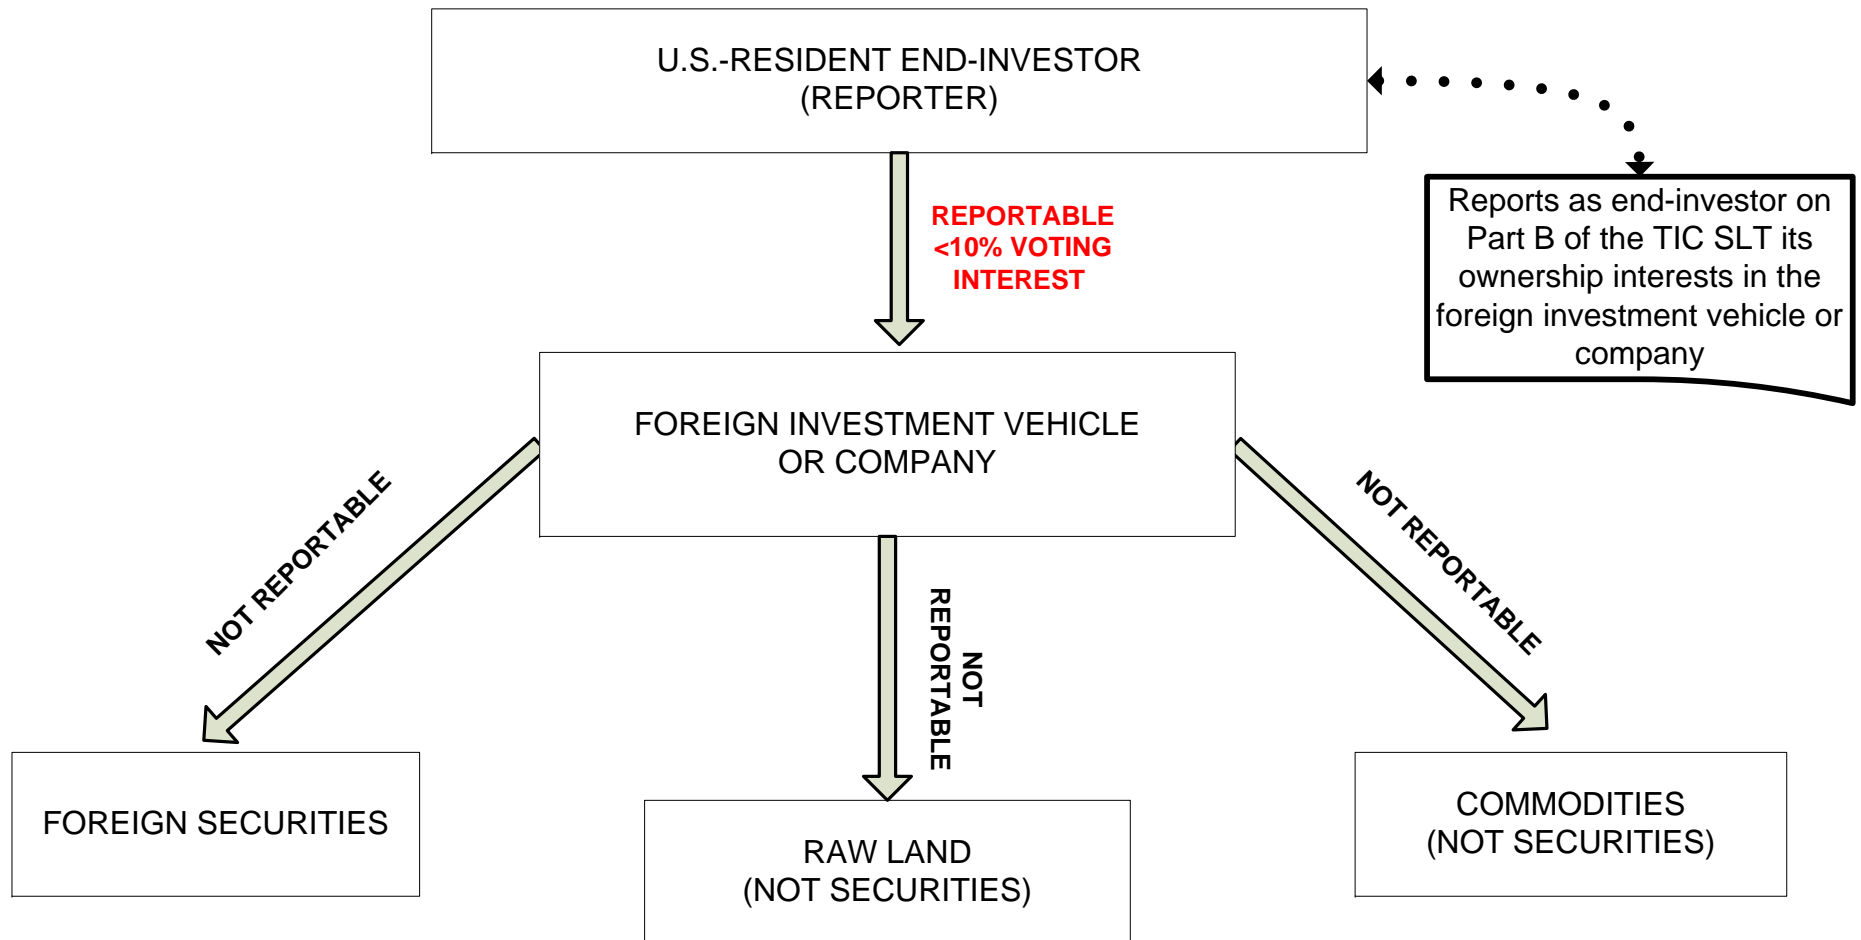 U.S.-RESIDENT END-INVESTOR
(REPORTER)
REPORTABLE
<10% VOTING
INTEREST
Reports as end-investor on
Part B of the TIC SLT its
ownership interests in the
foreign investment vehicle or
company
FOREIGN INVESTMENT VEHICLE
OR COMPANY
NOT REPORTABLE
NOT
REPORTABLE
NOT REPORTABLE
FOREIGN SECURITIES
RAW LAND
(NOT SECURITIES)
COMMODITIES
(NOT SECURITIES)